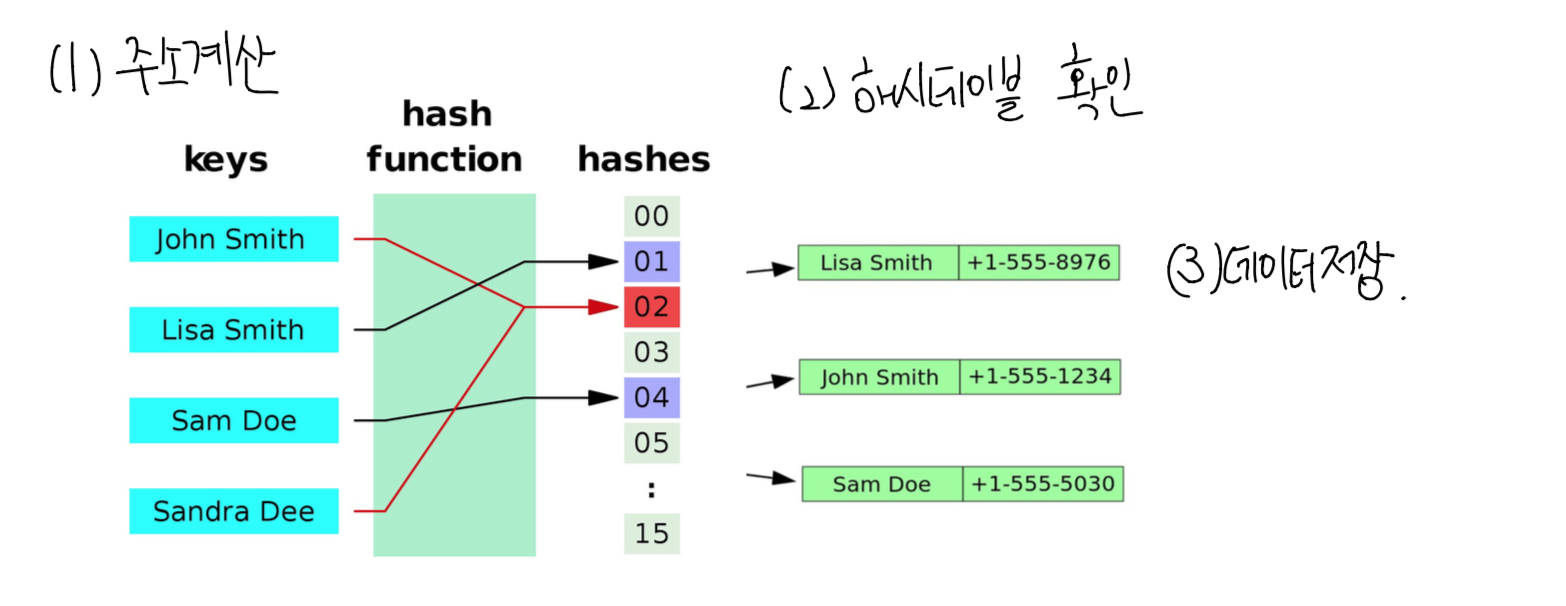 (1) 주소계산
(2) 해시테이블 확인
hash
function
keys
hashes
John Smith
Lisa Smith
Sam Doe
Sandra Dee
00
01
02
03
04
05
:
15
Lisa Smith +1-555-8976
John Smith +1-555-1234
Sam Doe +1-555-5030
(3) 데이터저장.